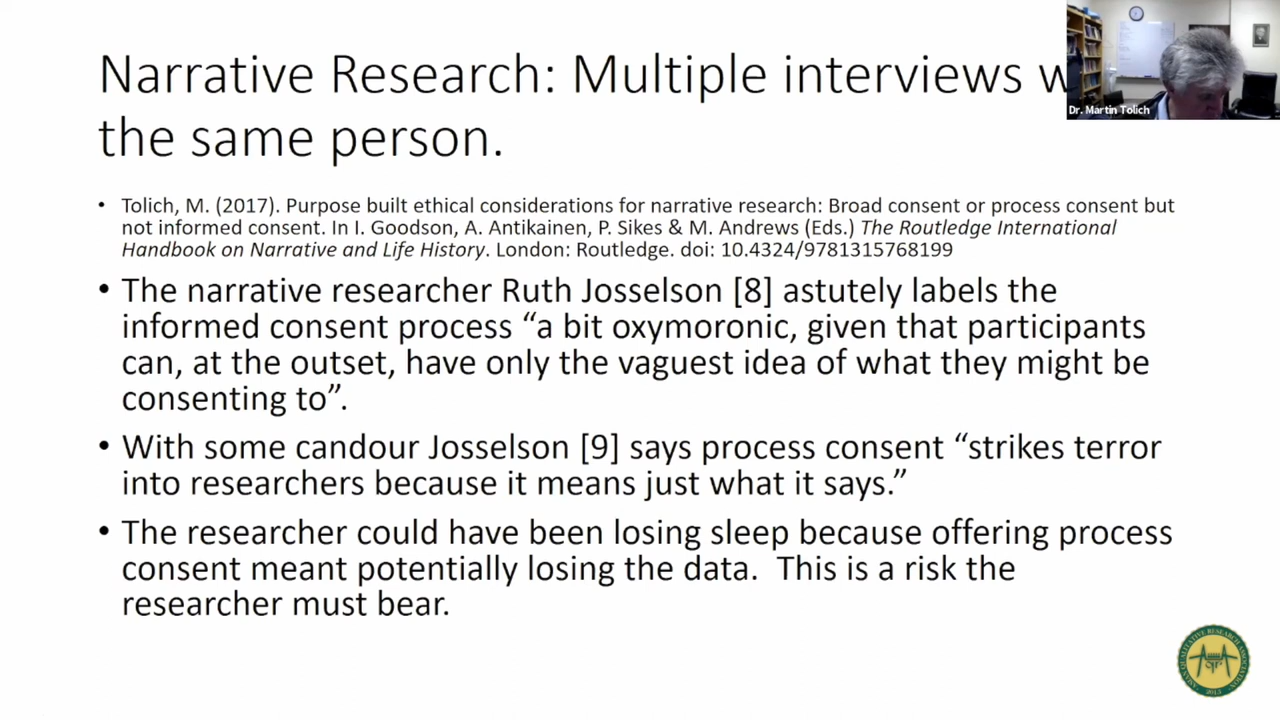 Narrative Research: Multiple interviews w
the same person.
Dr. Martin Tolich
• Tolich, M. (2017). Purpose built ethical considerations for narrative research: Broad consent or process consent but
not informed consent. In I. Goodson, A. Antikainen, P. Sikes & M. Andrews (Eds.) The Routledge International
Handbook on Narrative and Life History. London: Routledge. doi: 10.4324/9781315768199
• The narrative researcher Ruth Josselson [8] astutely labels the
informed consent process “a bit oxymoronic, given that participants
can, at the outset, have only the vaguest idea of what they might be
consenting to”.
• With some candour Josselson [9] says process consent “strikes terror
into researchers because it means just what it says.”
• The researcher could have been losing sleep because offering process
consent meant potentially losing the data.  This is a risk the
researcher must bear.
ASIAN QUALITATIVE RESEARCH ASSOCIATION
2013